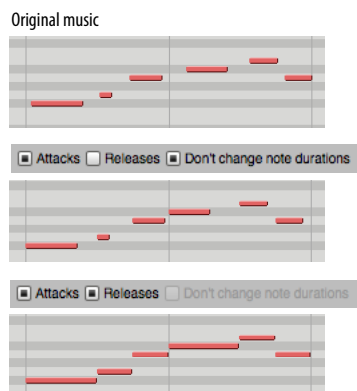 Original music
Attacks Releases Don't change note durations
Attacks Releases Don't change note durations